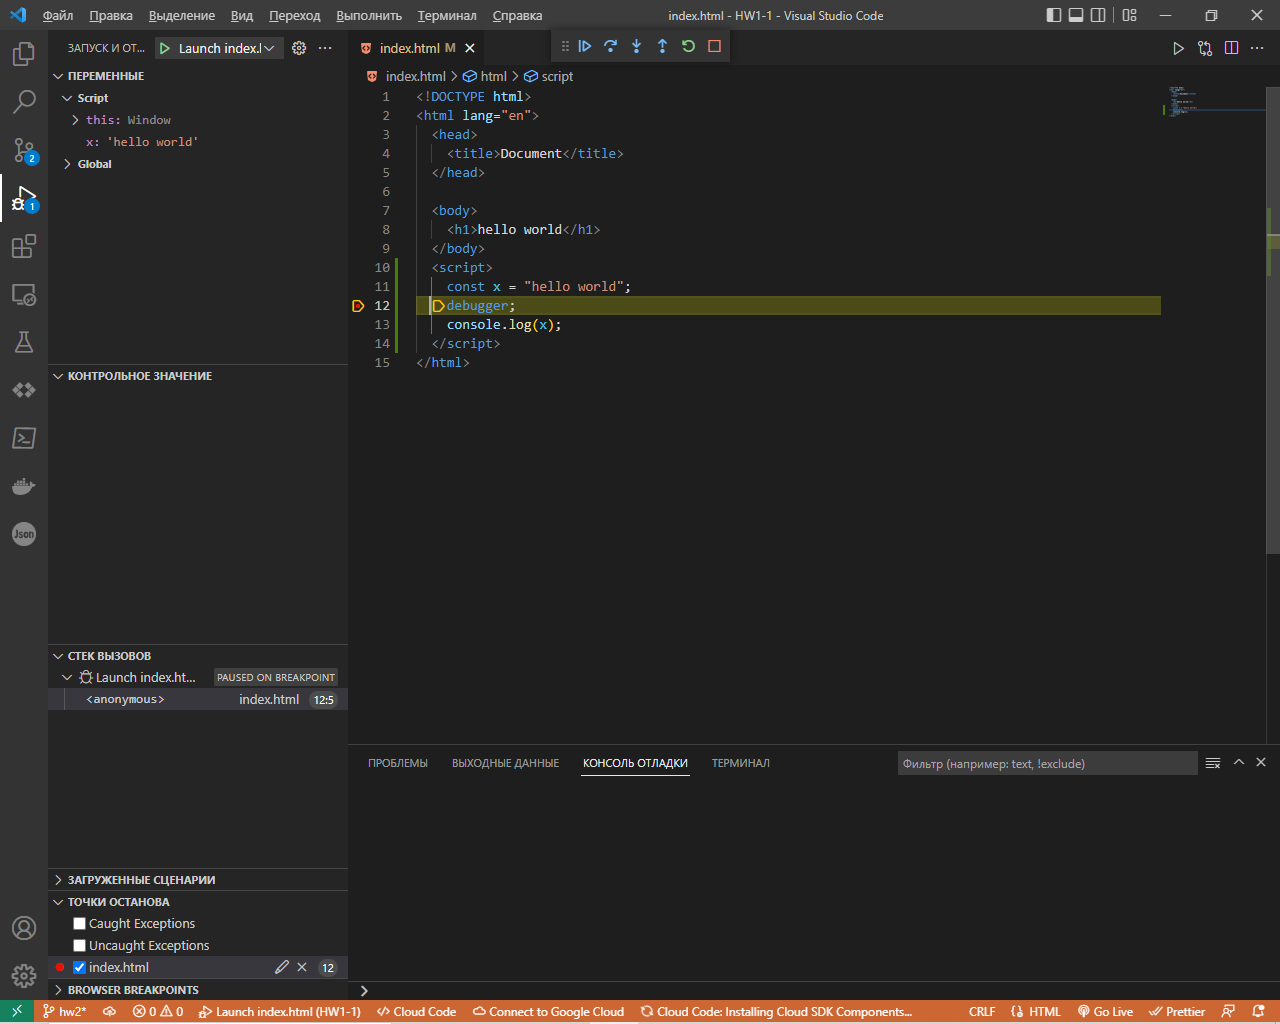 Файл Правка Выделение Вид Переход Выполнить Терминал Справка index.html - HW1-1 - Visual Studio Code
ЗАПУСК И ОТ... Launch index.l
index.html M
index.html > html > script
ПЕРЕМЕННЫЕ
Script
this: Window
x: 'hello world'
Global
КОНТРОЛЬНОЕ ЗНАЧЕНИЕ
СТЕК ВЫЗОВОВ
Launch index.ht... PAUSED ON BREAKPOINT
<anonymous> index.html 12:5
ЗАГРУЖЕННЫЕ СЦЕНАРИИ
ТОЧКИ ОСТАНОВА
Caught Exceptions
Uncaught Exceptions
index.html 12
BROWSER BREAKPOINTS
2
1
Json
1 <!DOCTYPE html>
2 <html lang="en">
3 <head>
4 <title>Document</title>
5 </head>
6
7 <body>
8 <h1>hello world</h1>
9 </body>
10 <script>
11 const x = "hello world";
12 debugger;
13 console.log(x);
14 </script>
15 </html>
ПРОБЛЕМЫ ВЫХОДНЫЕ ДАННЫЕ КОНСОЛЬ ОТЛАДКИ ТЕРМИНАЛ Фильтр (например: text, !exclude)
hw2* 0 0 Launch index.html (HW1-1) Cloud Code Connect to Google Cloud Cloud Code: Installing Cloud SDK Components... CRLF HTML Go Live Prettier